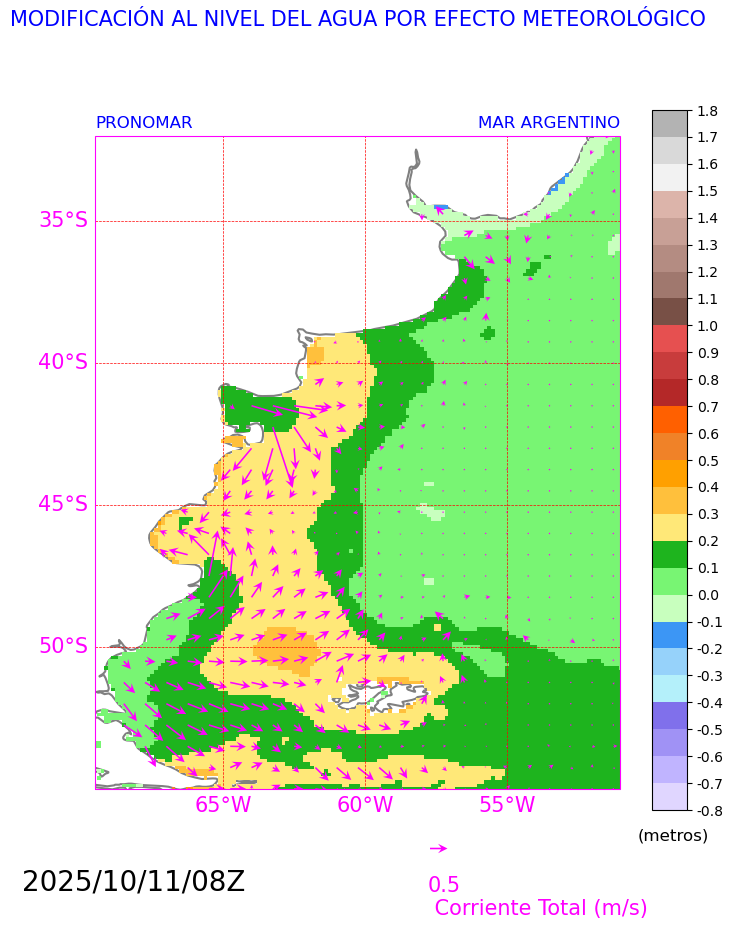 MODIFICACIÓN AL NIVEL DEL AGUA POR EFECTO METEOROLÓGICO
PRONOMAR
MAR ARGENTINO
35°S
40°S
45°S
50°S
65°W
60°W
55°W
1.8
1.7
1.6
1.5
1.4
1.3
1.2
1.1
1.0
0.9
0.8
0.7
0.6
0.5
0.4
0.3
0.2
0.1
0.0
-0.1
-0.2
-0.3
-0.4
-0.5
-0.6
-0.7
-0.8
(metros)
2025/10/11/08Z
0.5
Corriente Total (m/s)